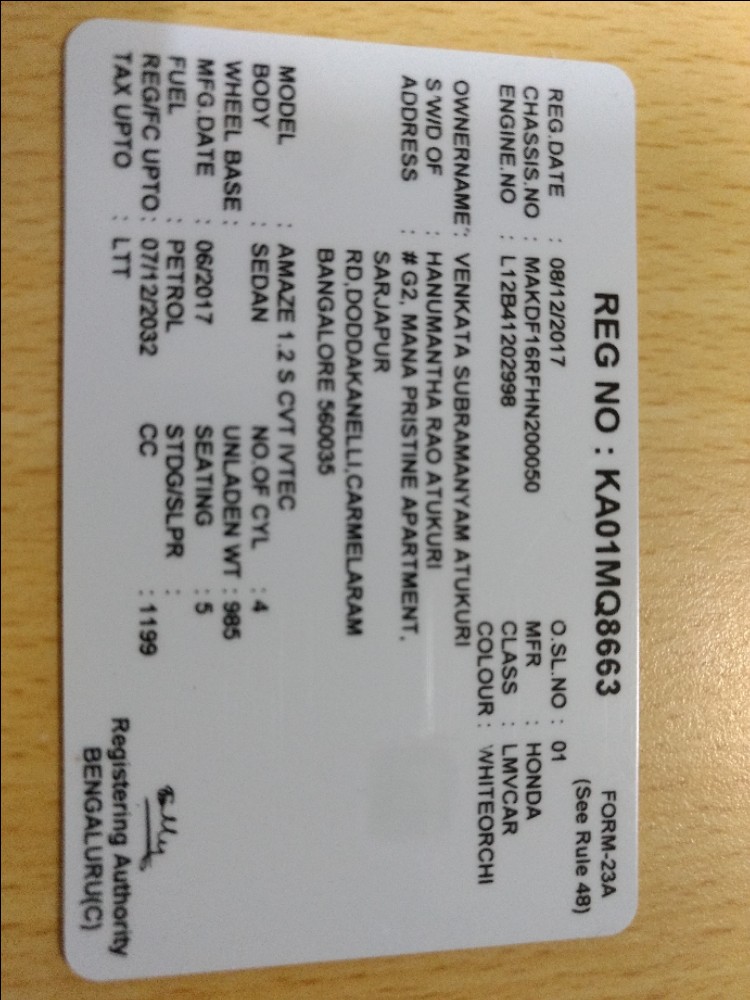 FORM-23A
REG NO : KA01MQ8663 (See Rule 48)
REG.DATE : 08/12/2017 O.SL.NO : 01
CHASSIS.NO : MAKDF16RFHN200050 MFR : HONDA
ENGINE.NO : L12B41202998 CLASS : LMVCAR
COLOUR : WHITEORCHI
OWNERNAME : VENKATA SUBRAMANYAM ATUKURI
S/W/D OF : HANUMANTHA RAO ATUKURI
ADDRESS : # G2, MANA PRISTINE APARTMENT,
SARJAPUR
RD,DODDAKANELLI,CARMELARAM
BANGALORE 560035
MODEL : AMAZE 1.2 S CVT IVTEC
BODY : SEDAN NO.OF CYL : 4
WHEEL BASE : UNLADEN WT : 985
MFG.DATE : 06/2017 SEATING : 5
FUEL : PETROL STDG/SLPR :
REG/FC UPTO : 07/12/2032 CC : 1199
TAX UPTO : LTT
Registering Authority
BENGALURU(C)